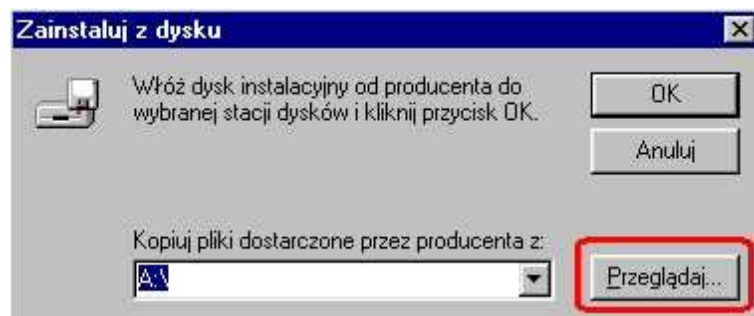 Zainstaluj z dysku
Włóż dysk instalacyjny od producenta do
wybranej stacji dysków i kliknij przycisk OK.
OK
Anuluj
Kopiuj pliki dostarczone przez producenta z:
A:\
Przeglądaj...